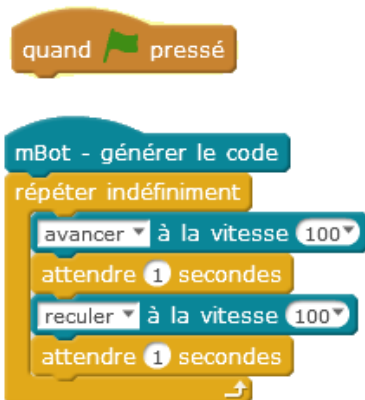 quand pressé
mBot - générer le code
répéter indéfiniment
avancer à la vitesse 100
attendre 1 secondes
reculer à la vitesse 100
attendre 1 secondes